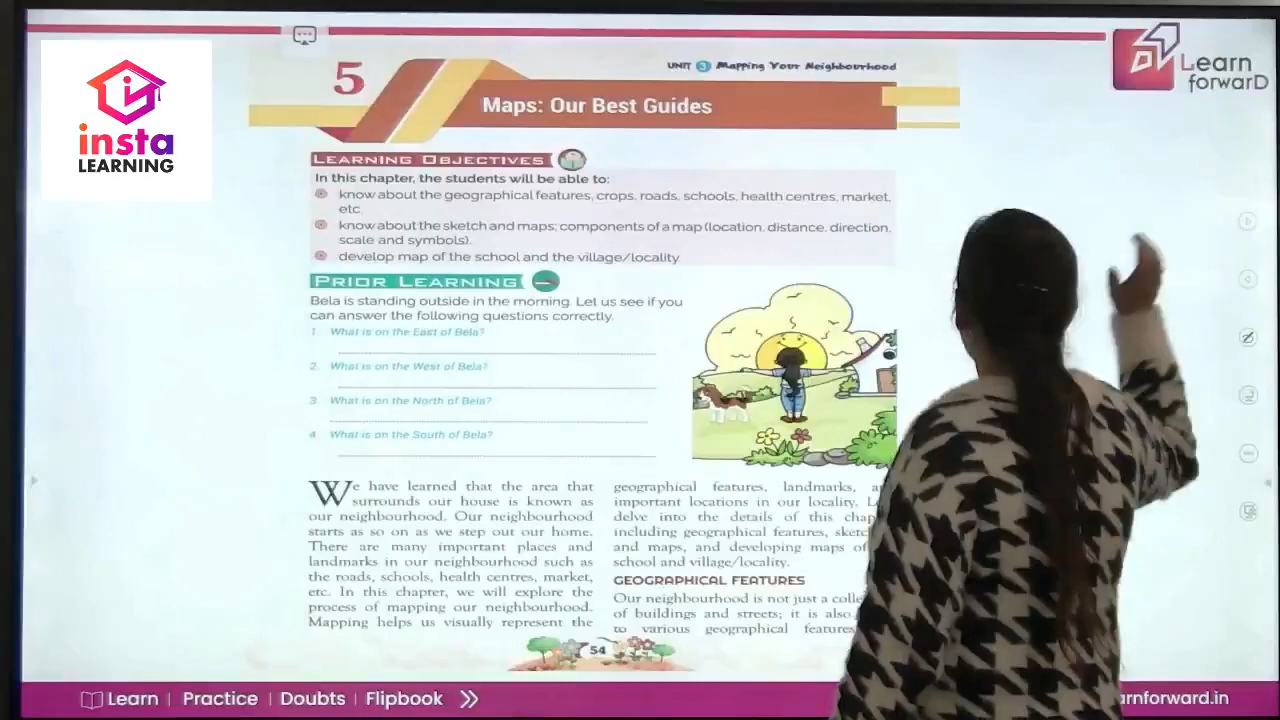 insta
LEARNING
Learn
forwarD
5
UNIT 3 Mapping Your Neighbourhood
Maps: Our Best Guides
LEARNING OBJECTIVES
In this chapter, the students will be able to:
know about the geographical features, crops, roads, schools, health centres, market,
etc.
know about the sketch and maps; components of a map (location, distance, direction,
scale and symbols).
develop map of the school and the village/locality.
PRIOR LEARNING
Bela is standing outside in the morning. Let us see if you
can answer the following questions correctly.
1. What is on the East of Bela?
2. What is on the West of Bela?
3. What is on the North of Bela?
4. What is on the South of Bela?
We have learned that the area that
surrounds our house is known as
our neighbourhood. Our neighbourhood
starts as so on as we step out our home.
There are many important places and
landmarks in our neighbourhood such as
the roads, schools, health centres, market,
etc. In this chapter, we will explore the
process of mapping our neighbourhood.
Mapping helps us visually represent the
geographical features, landmarks, a
important locations in our locality. L
delve into the details of this chap
including geographical features, sketc
and maps, and developing maps of
school and village/locality.
GEOGRAPHICAL FEATURES
Our neighbourhood is not just a colle
of buildings and streets; it is also
to various geographical features
54
Learn | Practice | Doubts | Flipbook
arnforward.in